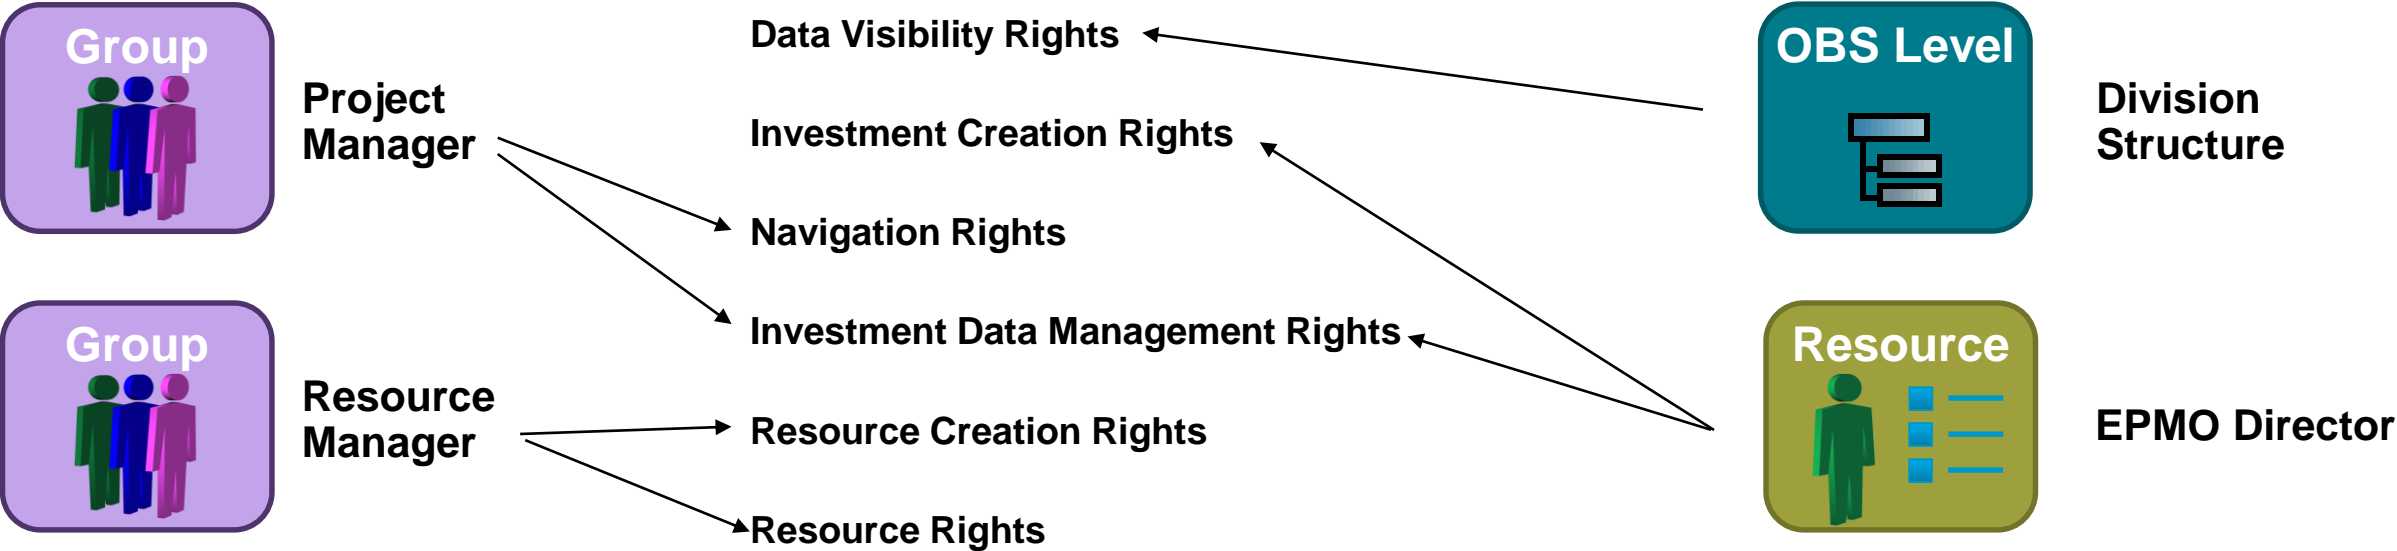 Group
Project
Manager
Group
Resource
Manager
Data Visibility Rights
Investment Creation Rights
Navigation Rights
Investment Data Management Rights
Resource Creation Rights
Resource Rights
OBS Level
Division
Structure
Resource
EPMO Director